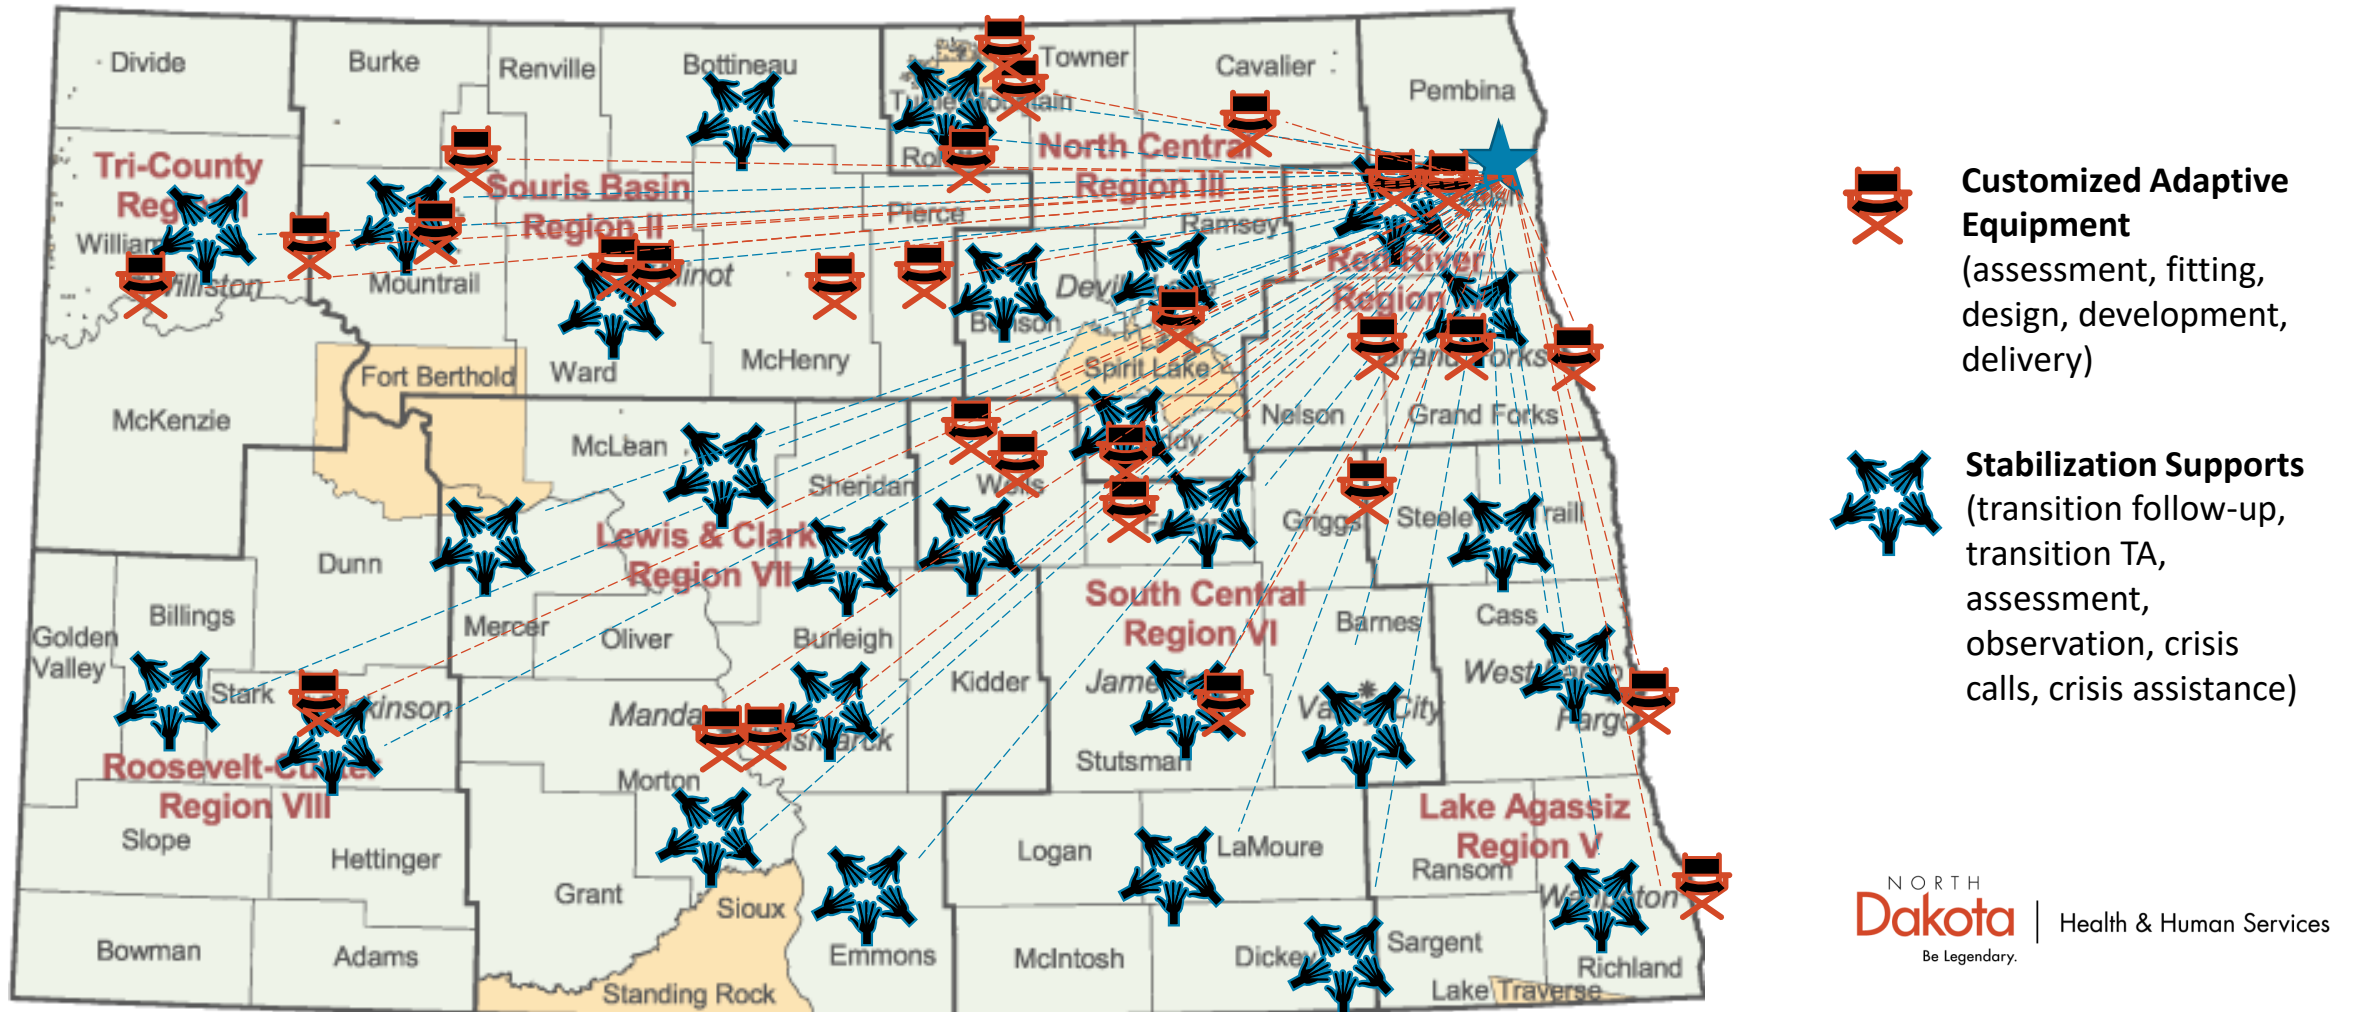 Divide
Burke
Renville
Bottineau
Towner
Cavalier
Pembina
Tri-County
Souris Basin
Region II
North Central
Region III
Pierce
Ramsey
Mountrail
Red River
Benson
Fort Berthold
Ward
McHenry
Spirit Lake
McKenzie
McLean
Nelson
Grand Forks
Sheridan
Wells
Griggs
Steele
Lewis & Clark
Region VII
Dunn
Billings
Golden
Valley
Mercer
Oliver
Burleigh
South Central
Region VI
Barnes
Cass
Stark
Kidder
Fargo
Stutsman
Morton
Region VIII
Slope
Hettinger
Grant
Logan
LaMoure
Lake Agassiz
Region V
Ransom
Sioux
Bowman
Adams
Emmons
McIntosh
Dickey
Sargent
Richland
Standing Rock
Lake Traverse
Customized Adaptive
Equipment
(assessment, fitting,
design, development,
delivery)
Stabilization Supports
(transition follow-up,
transition TA,
assessment,
observation, crisis
calls, crisis assistance)
NORTH
Dakota
Be Legendary.
Health & Human Services